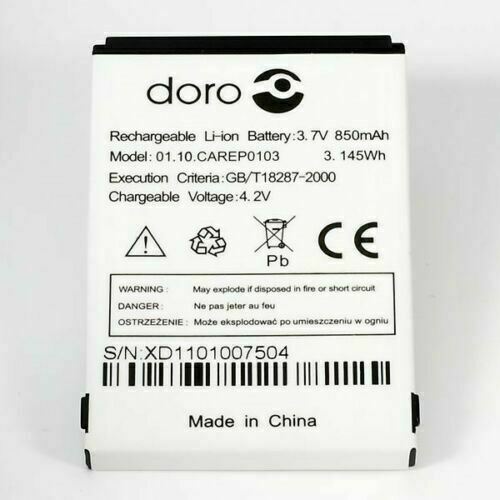 doro
Rechargeable Li-ion Battery:3.7V 850mAh
Model:01.10.CAREP0103 3.145Wh
Execution Criteria:GB/T18287-2000
Chargeable Voltage:4.2V
Pb
CE
WARNING : May explode if disposed in fire or short circuit
DANGER : Ne pas jeter au feu
OSTRZEŻENIE : Może eksplodować po umieszczeniu w ogniu
S/N:XD1101007504
Made in China